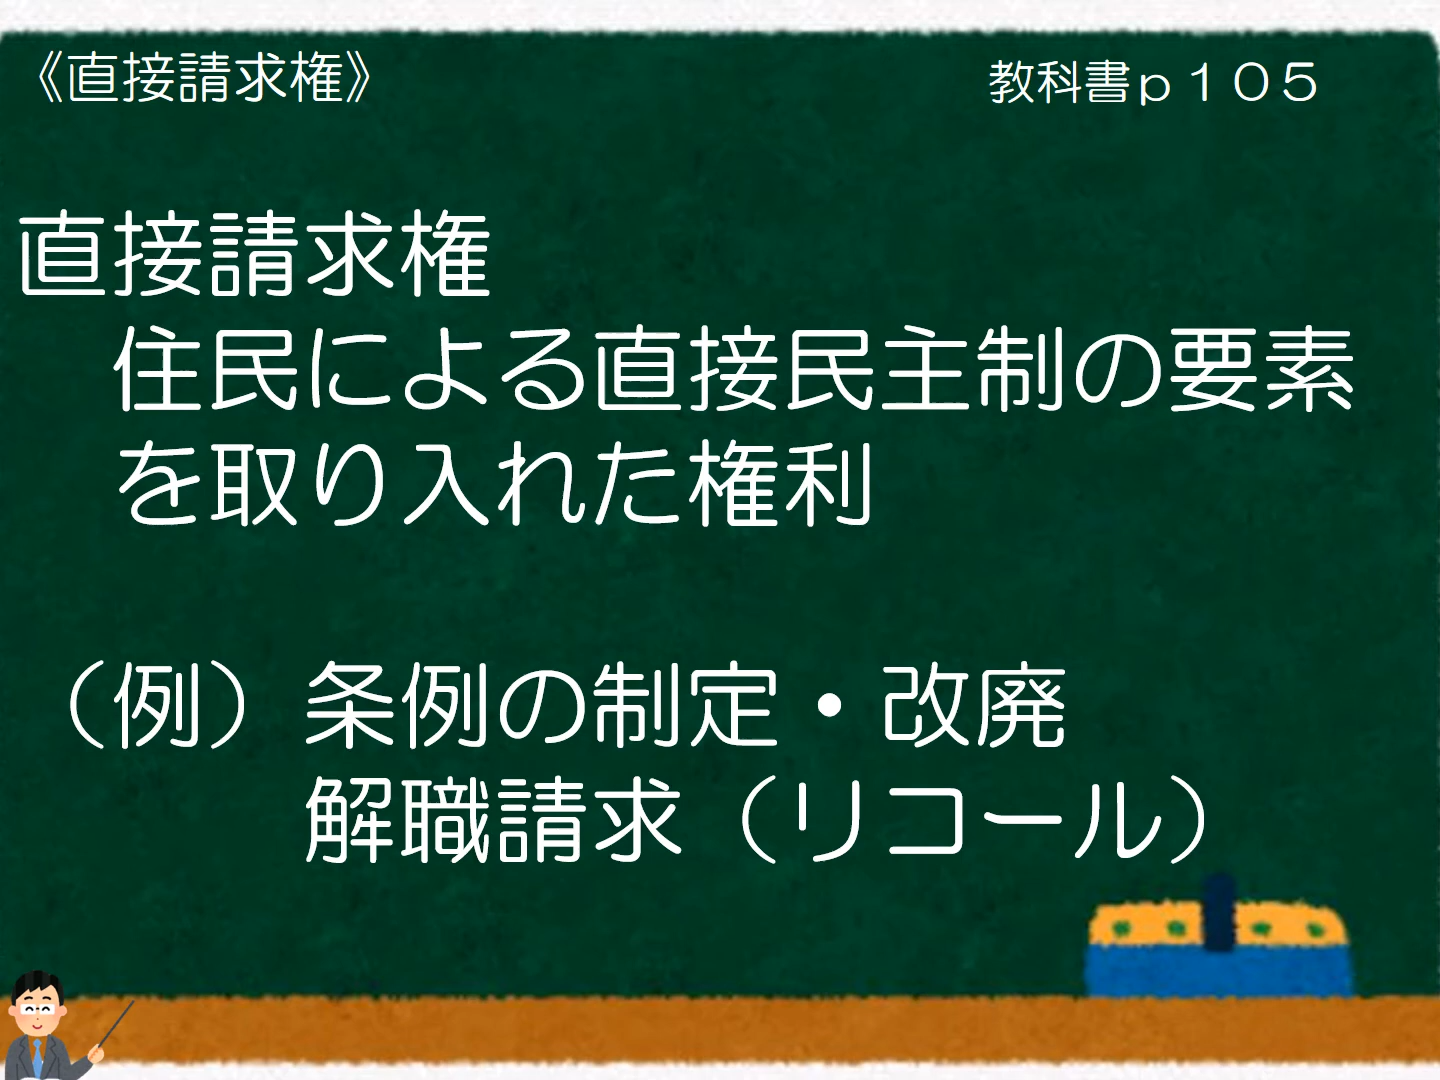 《直接請求権》
教科書ｐ１０５
直接請求権
住民による直接民主制の要素
を取り入れた権利
（例）条例の制定・改廃
解職請求（リコール）